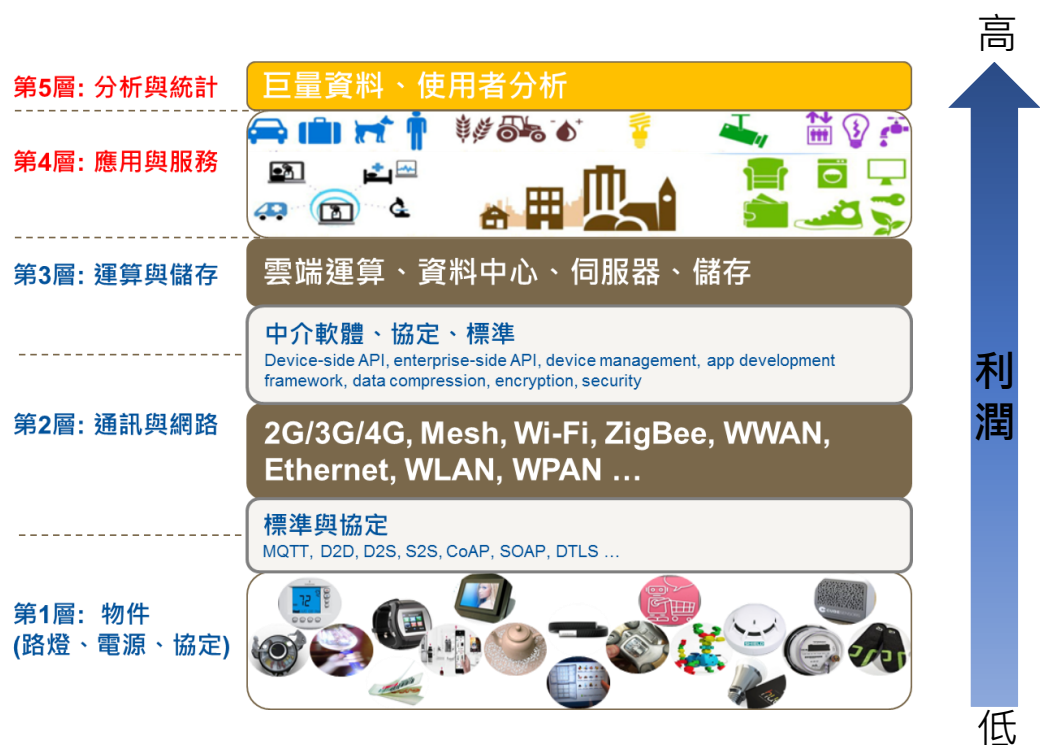 高
第5層: 分析與統計
巨量資料、使用者分析
第4層: 應用與服務
第3層: 運算與儲存
雲端運算、資料中心、伺服器、儲存
中介軟體、協定、標準
Device-side API, enterprise-side API, device management, app development
framework, data compression, encryption, security
利
潤
第2層: 通訊與網路
2G/3G/4G, Mesh, Wi-Fi, ZigBee, WWAN,
Ethernet, WLAN, WPAN …
標準與協定
MQTT, D2D, D2S, S2S, CoAP, SOAP, DTLS …
第1層: 物件
(路燈、電源、協定)
72
低